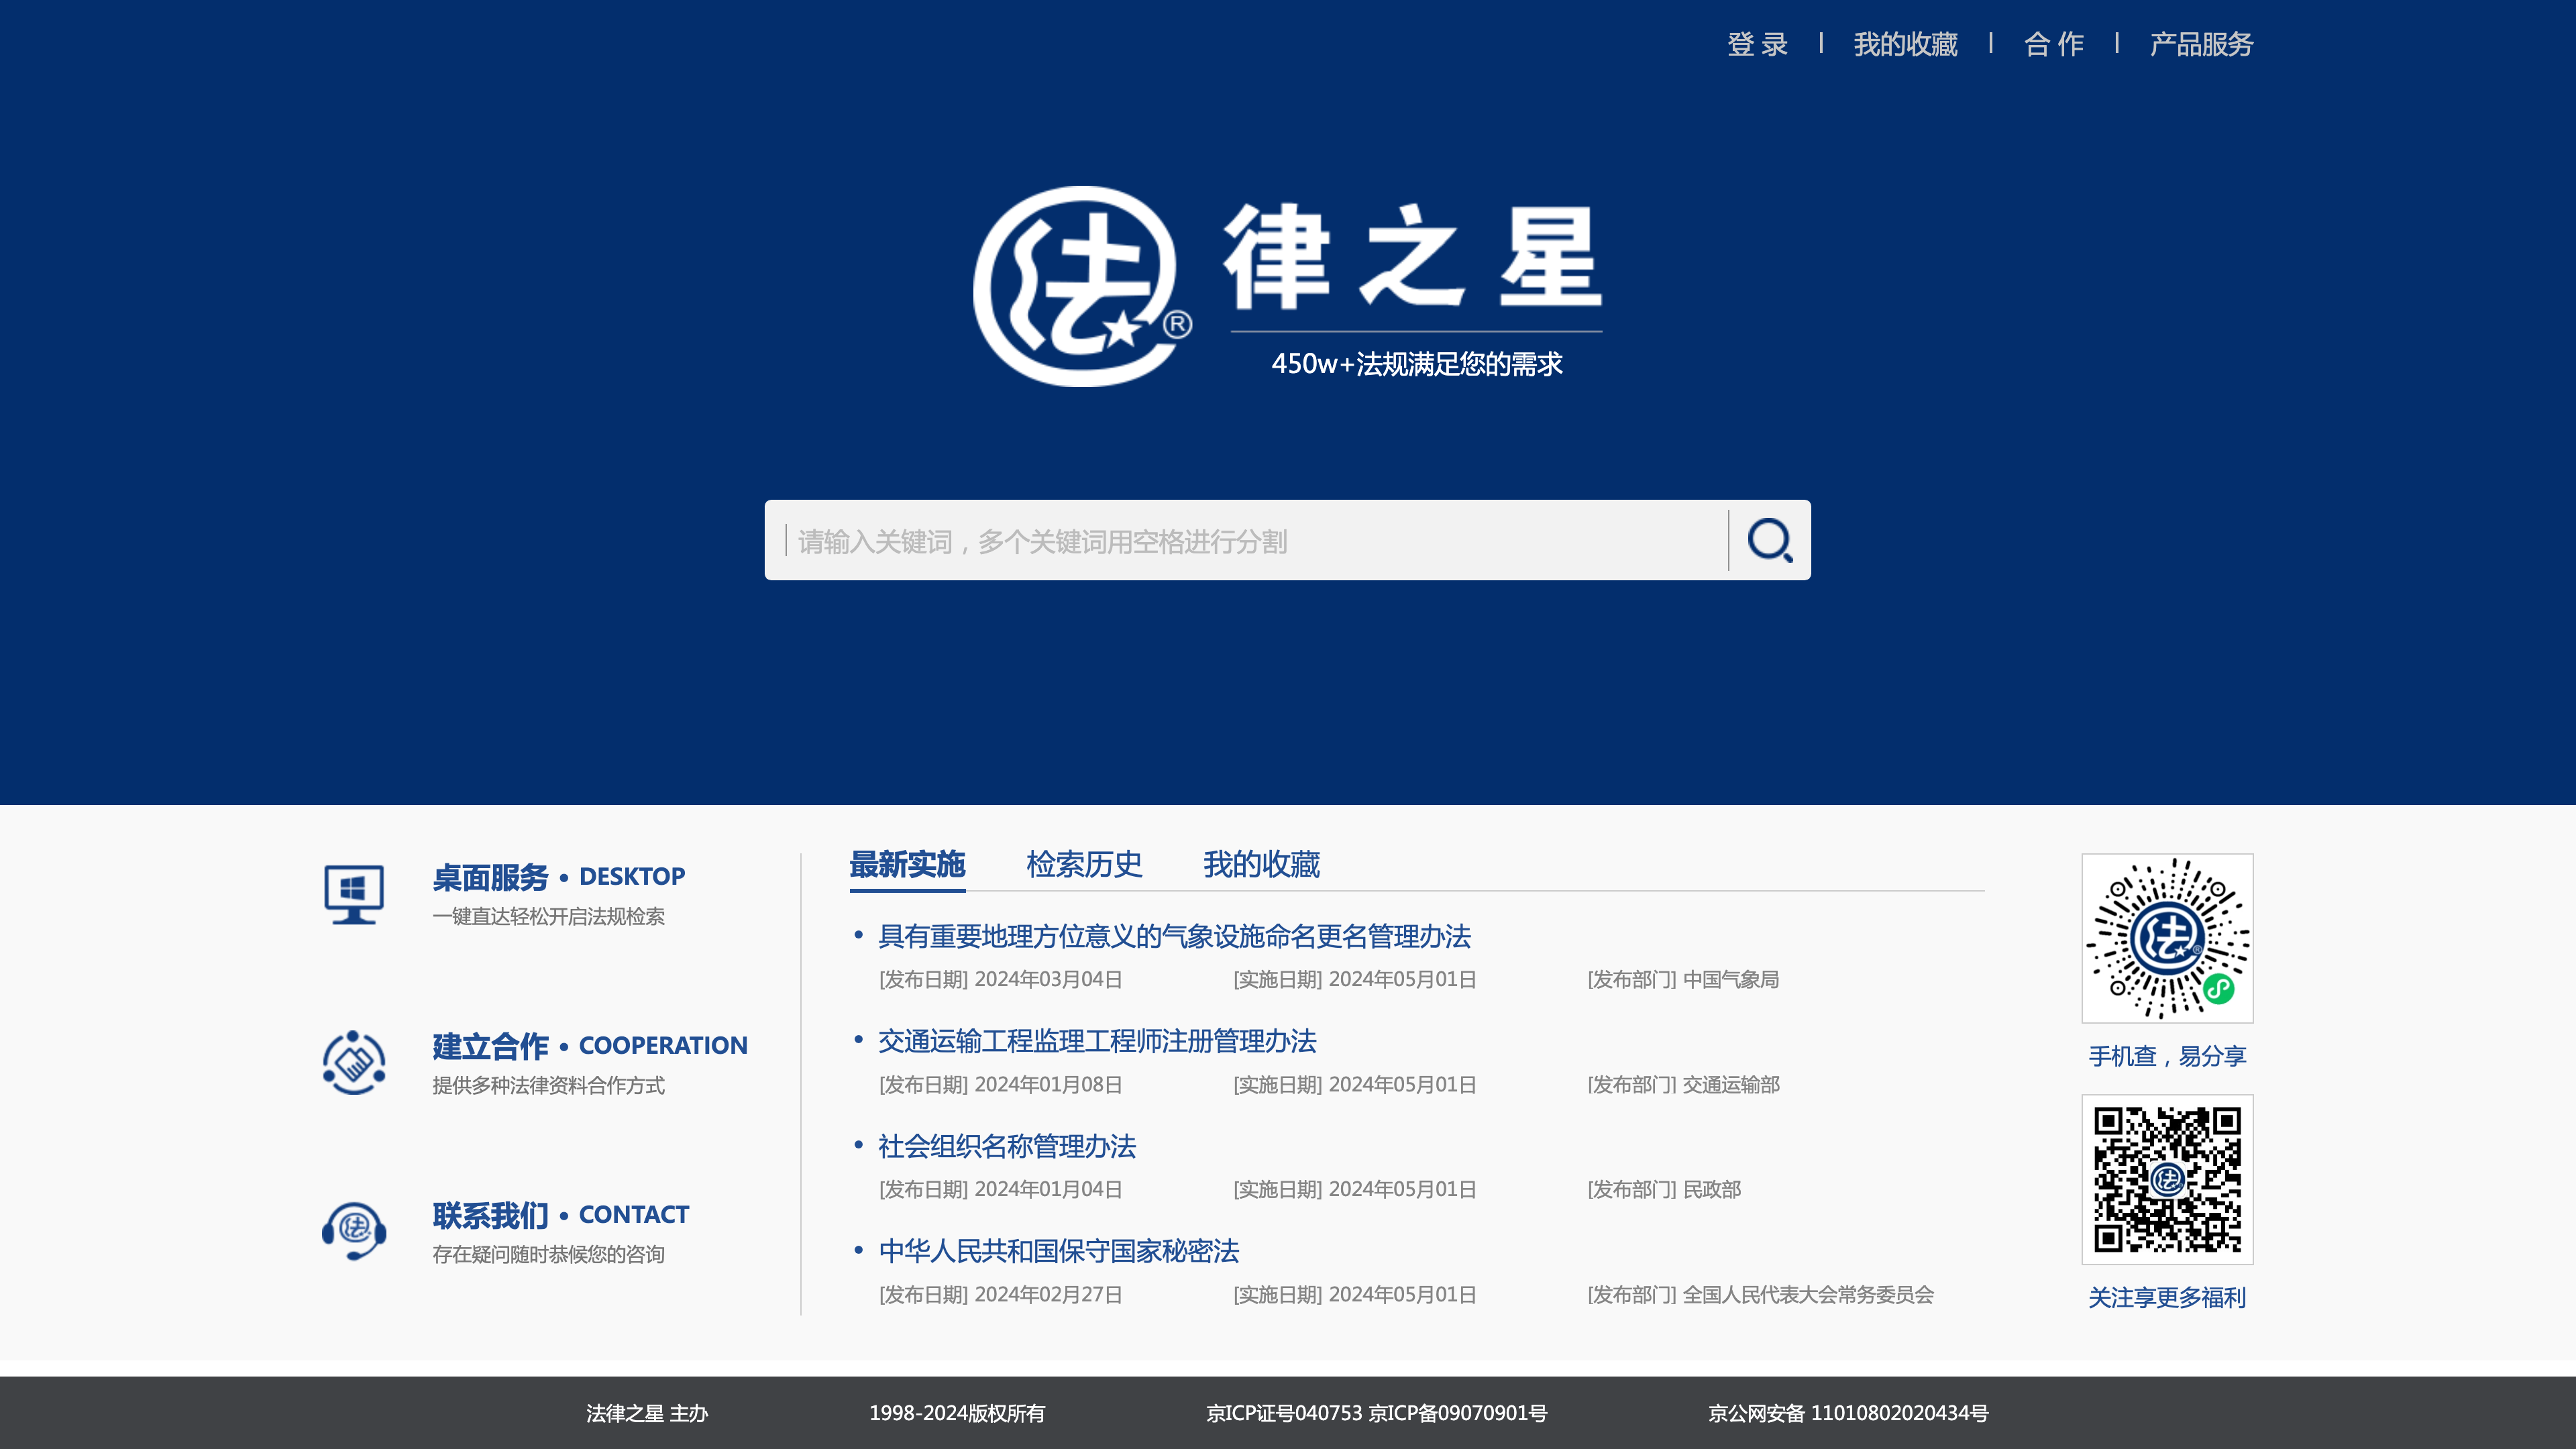 登 录 | 我的收藏 | 合 作 | 产品服务
法® 律之星
450w+法规满足您的需求
请输入关键词，多个关键词用空格进行分割
桌面服务 • DESKTOP
一键直达轻松开启法规检索
建立合作 • COOPERATION
提供多种法律资料合作方式
联系我们 • CONTACT
存在疑问随时恭候您的咨询
最新实施 检索历史 我的收藏
• 具有重要地理方位意义的气象设施命名更名管理办法
[发布日期] 2024年03月04日 [实施日期] 2024年05月01日 [发布部门] 中国气象局
• 交通运输工程监理工程师注册管理办法
[发布日期] 2024年01月08日 [实施日期] 2024年05月01日 [发布部门] 交通运输部
• 社会组织名称管理办法
[发布日期] 2024年01月04日 [实施日期] 2024年05月01日 [发布部门] 民政部
• 中华人民共和国保守国家秘密法
[发布日期] 2024年02月27日 [实施日期] 2024年05月01日 [发布部门] 全国人民代表大会常务委员会
法
手机查，易分享
法
关注享更多福利
法律之星 主办 1998-2024版权所有 京ICP证号040753 京ICP备09070901号 京公网安备 11010802020434号